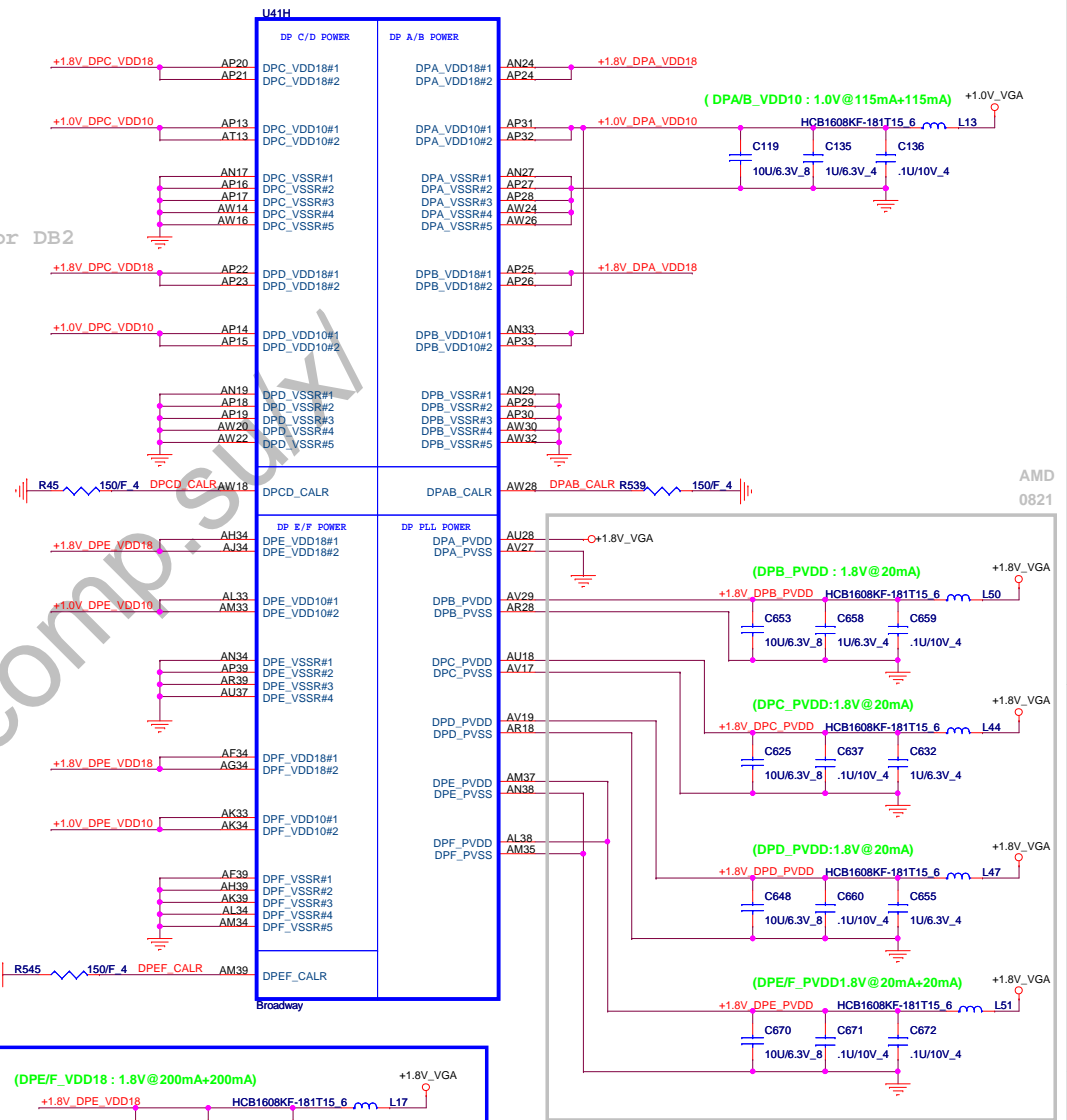 U41H
DP C/D POWER
DP A/B POWER
+1.8V_DPC_VDD18
AP20
AP21
DPC_VDD18#1
DPC_VDD18#2
DPA_VDD18#1
DPA_VDD18#2
AN24
AP24
+1.8V_DPA_VDD18
( DPA/B_VDD10 : 1.0V@115mA+115mA)
+1.0V_VGA
+1.0V_DPC_VDD10
AP13
AT13
DPC_VDD10#1
DPC_VDD10#2
DPA_VDD10#1
DPA_VDD10#2
AP31
AP32
+1.0V_DPA_VDD10
HCB1608KF-181T15_6
L13
C119
10U/6.3V_8
C135
1U/6.3V_4
C136
.1U/10V_4
AN17
AP16
AP17
AW14
AW16
DPC_VSSR#1
DPC_VSSR#2
DPC_VSSR#3
DPC_VSSR#4
DPC_VSSR#5
DPA_VSSR#1
DPA_VSSR#2
DPA_VSSR#3
DPA_VSSR#4
DPA_VSSR#5
AN27
AP27
AP28
AW24
AW26
or DB2
+1.8V_DPC_VDD18
AP22
AP23
DPD_VDD18#1
DPD_VDD18#2
DPB_VDD18#1
DPB_VDD18#2
AP25
AP26
+1.8V_DPA_VDD18
+1.0V_DPC_VDD10
AP14
AP15
DPD_VDD10#1
DPD_VDD10#2
DPB_VDD10#1
DPB_VDD10#2
AN33
AP33
AN19
AP18
AP19
AW20
AW22
DPD_VSSR#1
DPD_VSSR#2
DPD_VSSR#3
DPD_VSSR#4
DPD_VSSR#5
DPB_VSSR#1
DPB_VSSR#2
DPB_VSSR#3
DPB_VSSR#4
DPB_VSSR#5
AN29
AP29
AP30
AW30
AW32
R45
150/F_4
DPCD_CALR
AW18
DPCD_CALR
DPAB_CALR
AW28
DPAB_CALR
R539
150/F_4
AMD
0821
DP E/F POWER
DP PLL POWER
+1.8V_DPE_VDD18
AH34
AJ34
DPE_VDD18#1
DPE_VDD18#2
DPA_PVDD
DPA_PVSS
AU28
AV27
+1.8V_VGA
(DPB_PVDD : 1.8V@20mA)
+1.8V_VGA
+1.0V_DPE_VDD10
AL33
AM33
DPE_VDD10#1
DPE_VDD10#2
DPB_PVDD
DPB_PVSS
AV29
AR28
+1.8V_DPB_PVDD
HCB1608KF-181T15_6
L50
C653
10U/6.3V_8
C658
1U/6.3V_4
C659
.1U/10V_4
AN34
AP39
AR39
AU37
DPE_VSSR#1
DPE_VSSR#2
DPE_VSSR#3
DPE_VSSR#4
DPC_PVDD
DPC_PVSS
AU18
AV17
(DPC_PVDD:1.8V@20mA)
+1.8V_VGA
+1.8V_DPC_PVDD
HCB1608KF-181T15_6
L44
C625
10U/6.3V_8
C637
.1U/10V_4
C632
1U/6.3V_4
DPD_PVDD
DPD_PVSS
AV19
AR18
+1.8V_DPE_VDD18
AF34
AG34
DPF_VDD18#1
DPF_VDD18#2
DPE_PVDD
DPE_PVSS
AM37
AN38
+1.0V_DPE_VDD10
AK33
AK34
DPF_VDD10#1
DPF_VDD10#2
DPF_PVDD
DPF_PVSS
AL38
AM35
(DPD_PVDD:1.8V@20mA)
+1.8V_VGA
+1.8V_DPD_PVDD
HCB1608KF-181T15_6
L47
C648
10U/6.3V_8
C660
.1U/10V_4
C655
1U/6.3V_4
AF39
AH39
AK39
AL34
AM34
DPF_VSSR#1
DPF_VSSR#2
DPF_VSSR#3
DPF_VSSR#4
DPF_VSSR#5
R545
150/F_4
DPEF_CALR
AM39
DPEF_CALR
(DPE/F_PVDD1.8V@20mA+20mA)
+1.8V_VGA
+1.8V_DPE_PVDD
HCB1608KF-181T15_6
L51
C670
10U/6.3V_8
C671
.1U/10V_4
C672
.1U/10V_4
Broadway
(DPE/F_VDD18 : 1.8V@200mA+200mA)
+1.8V_VGA
+1.8V_DPE_VDD18
HCB1608KF-181T15_6
L17
comp.su/x/